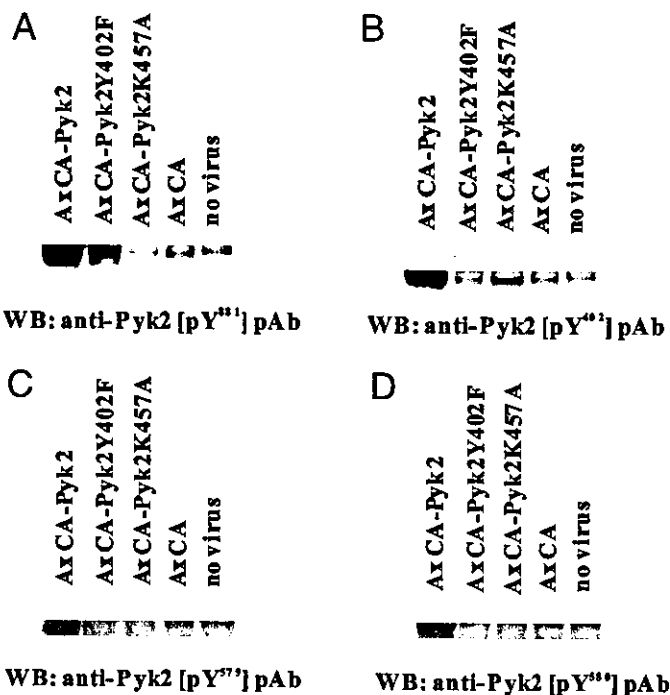 A
AxCA-Pyk2
AxCA-Pyk2Y402F
AxCA-Pyk2K457A
AxCA
no virus
WB: anti-Pyk2 [pY⁸⁸¹] pAb
B
AxCA-Pyk2
AxCA-Pyk2Y402F
AxCA-Pyk2K457A
AxCA
no virus
WB: anti-Pyk2 [pY⁴⁰²] pAb
C
AxCA-Pyk2
AxCA-Pyk2Y402F
AxCA-Pyk2K457A
AxCA
no virus
WB: anti-Pyk2 [pY⁵⁷⁹] pAb
D
AxCA-Pyk2
AxCA-Pyk2Y402F
AxCA-Pyk2K457A
AxCA
no virus
WB: anti-Pyk2 [pY⁵⁸⁰] pAb